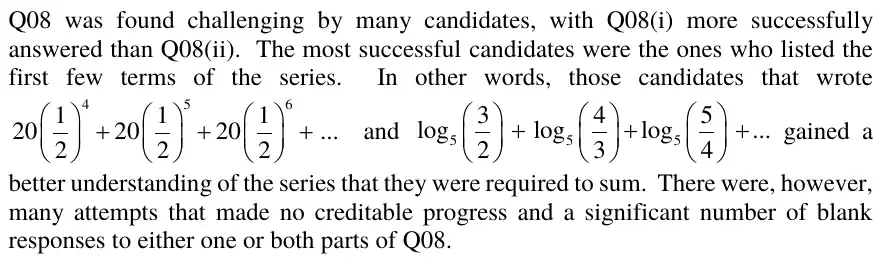 Q08 was found challenging by many candidates, with Q08(i) more successfully
answered than Q08(ii). The most successful candidates were the ones who listed the
first few terms of the series. In other words, those candidates that wrote
20(1/2)^4 + 20(1/2)^5 + 20(1/2)^6 + ... and log₅(3/2) + log₅(4/3) + log₅(5/4) + ... gained a
better understanding of the series that they were required to sum. There were, however,
many attempts that made no creditable progress and a significant number of blank
responses to either one or both parts of Q08.